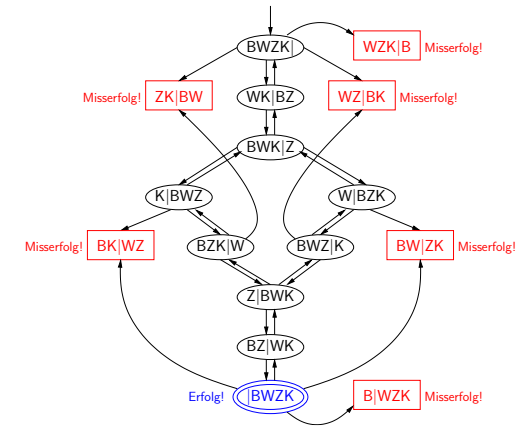 BWZK|
WZK|B Misserfolg!
Misserfolg! ZK|BW
WK|BZ
WZ|BK Misserfolg!
BWK|Z
K|BWZ
W|BZK
Misserfolg! BK|WZ
BZK|W
BWZ|K
BW|ZK Misserfolg!
Z|BWK
BZ|WK
Erfolg! |BWZK
B|WZK Misserfolg!